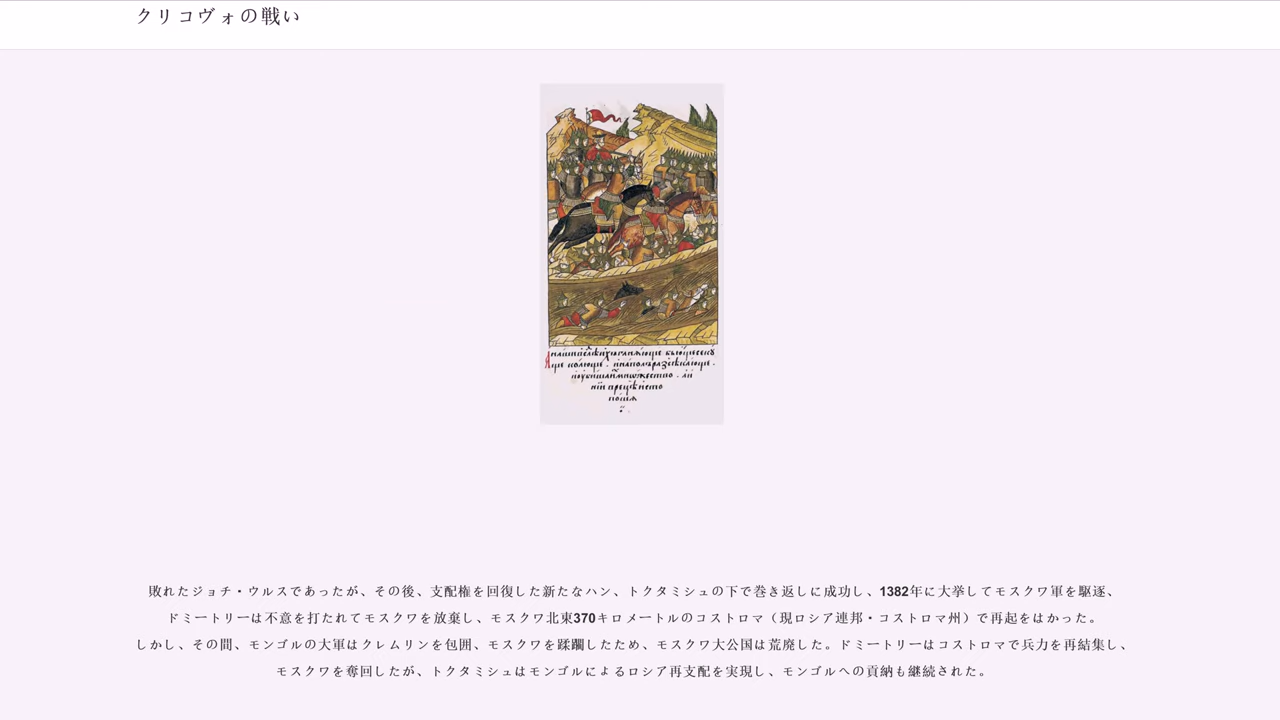 クリコヴォの戦い
敗れたジョチ・ウルスであったが、その後、支配権を回復した新たなハン、トクタミシュの下で巻き返しに成功し、1382年に大挙してモスクワ軍を駆逐、
ドミートリーは不意を打たれてモスクワを放棄し、モスクワ北東370キロメートルのコストロマ（現ロシア連邦・コストロマ州）で再起をはかった。
しかし、その間、モンゴルの大軍はクレムリンを包囲、モスクワを蹂躙したため、モスクワ大公国は荒廃した。ドミートリーはコストロマで兵力を再結集し、
モスクワを奪回したが、トクタミシュはモンゴルによるロシア再支配を実現し、モンゴルへの貢納も継続された。